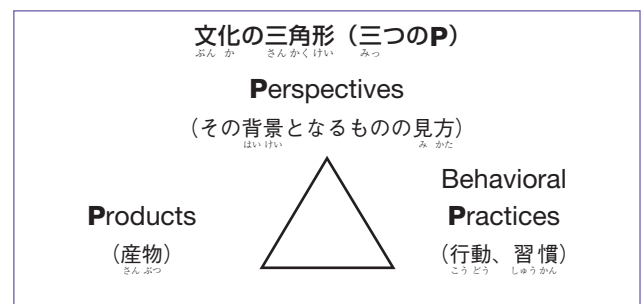 文化の三角形（三つのP）
ぶん か さんかくけい みっ
Perspectives
（その背景となるものの見方）
はいけい み かた
Behavioral
Products
Practices
（産物）
さんぶつ
（行動、習慣）
こうどう しゅうかん